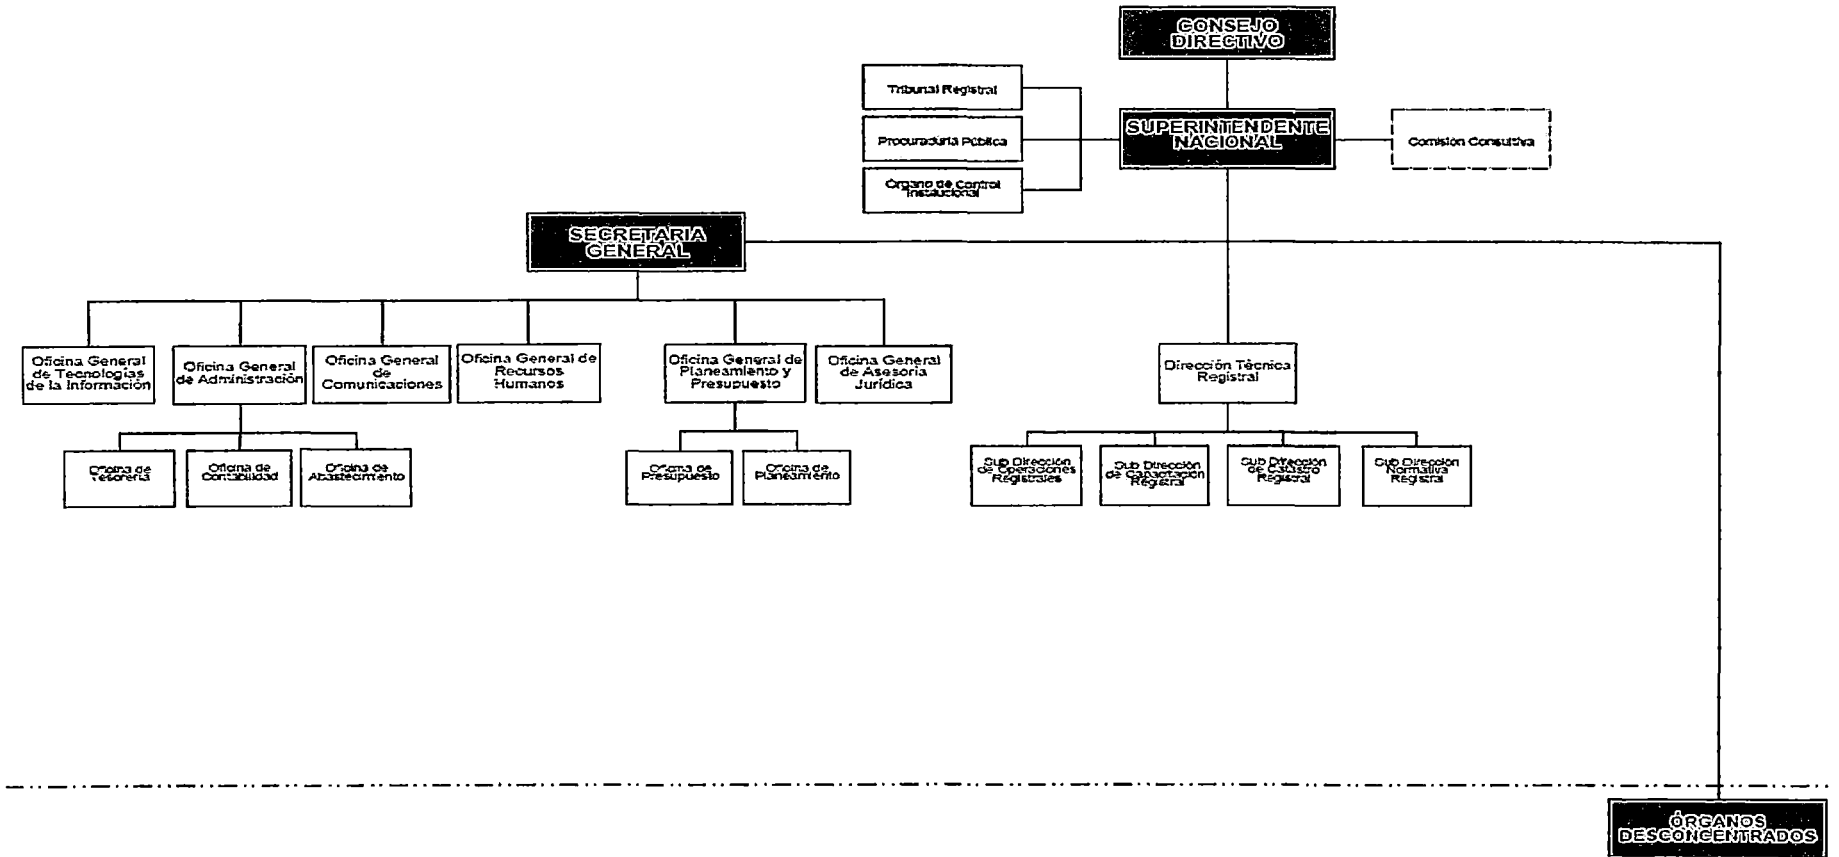 CONSEJO
DIRECTIVO
Tribunal Registral
SUPERINTENDENTE
NACIONAL
Procuraduría Pública
Comisión Consultiva
Órgano de Control
Institucional
SECRETARIA
GENERAL
Oficina General
de Tecnologías
de la Información
Oficina General
de Administración
Oficina General
de
Comunicaciones
Oficina General de
Recursos
Humanos
Oficina General de
Planeamiento y
Presupuesto
Oficina General
de Asesoria
Jurídica
Dirección Técnica
Registral
Oficina de
Tesorería
Oficina de
Contabilidad
Oficina de
Abastecimiento
Oficina de
Presupuesto
Oficina de
Planeamiento
Sub Dirección
de Operaciones
Registrales
Sub Dirección
de Capacitación
Registral
Sub Dirección
de Catastro
Registral
Sub Dirección
Normativa
Registral
ÓRGANOS
DESCONCENTRADOS